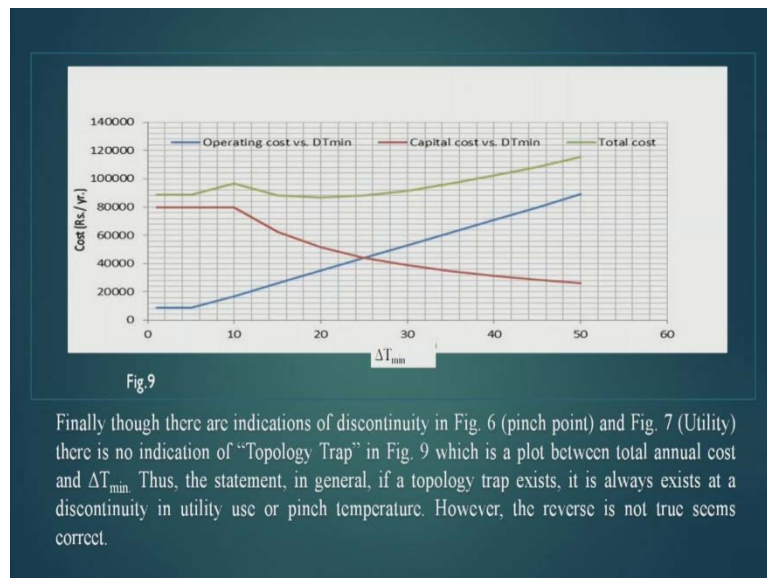 140000
120000
100000
80000
60000
40000
20000
0
Cost (Rs./ yr.)
Operating cost vs. DTmin Capital cost vs. DTmin Total cost
0 10 20 30 40 50 60
ΔTmin
Fig.9
Finally though there are indications of discontinuity in Fig. 6 (pinch point) and Fig. 7 (Utility)
there is no indication of “Topology Trap” in Fig. 9 which is a plot between total annual cost
and ΔTmin. Thus, the statement, in general, if a topology trap exists, it is always exists at a
discontinuity in utility use or pinch temperature. However, the reverse is not true seems
correct.